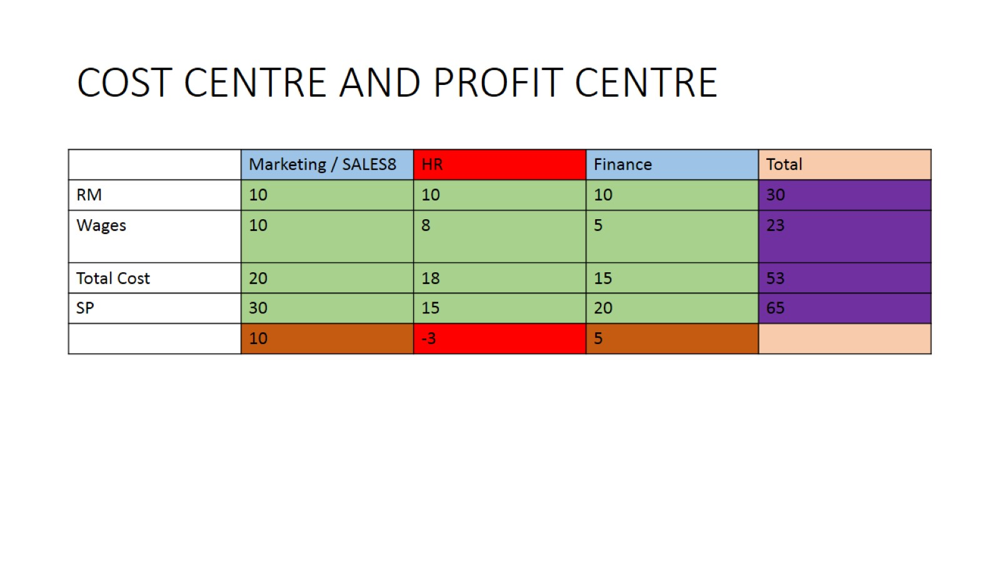 COST CENTRE AND PROFIT CENTRE
Marketing / SALES8 HR Finance Total
RM 10 10 10 30
Wages 10 8 5 23
Total Cost 20 18 15 53
SP 30 15 20 65
10 -3 5